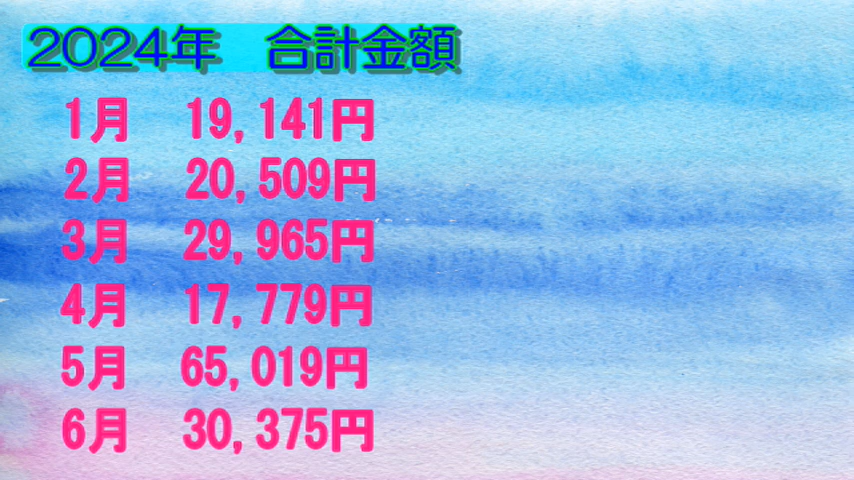 2024年　合計金額
1月　19,141円
2月　20,509円
3月　29,965円
4月　17,779円
5月　65,019円
6月　30,375円